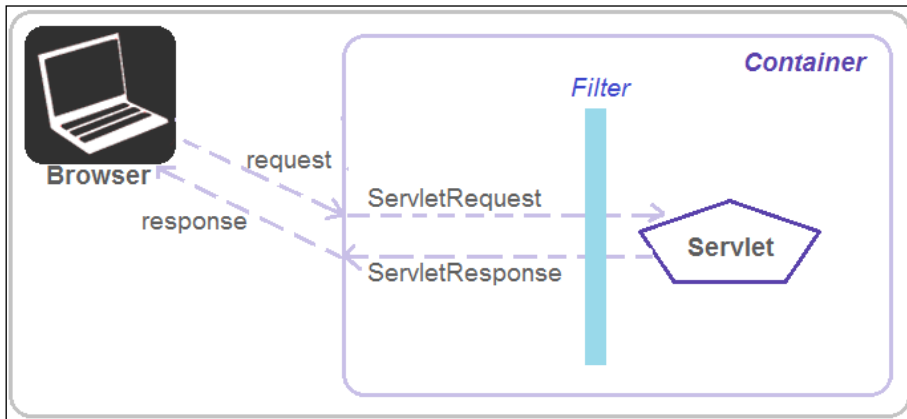 Container
Filter
Browser
request
ServletRequest
response
Servlet
ServletResponse